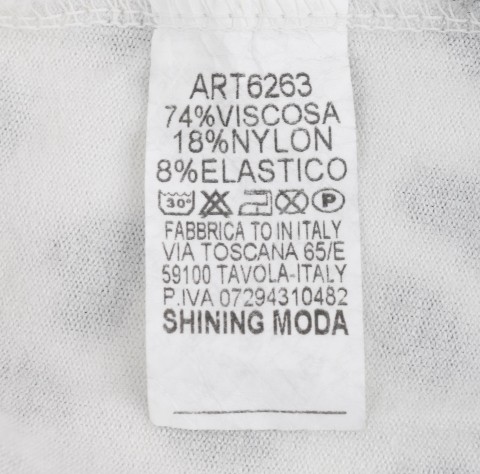 ART6263
74%VISCOSA
18%NYLON
8%ELASTICO
30° P
FABBRICA TO IN ITALY
VIA TOSCANA 65/E
59100 TAVOLA-ITALY
P.IVA 07294310482
SHINING MODA